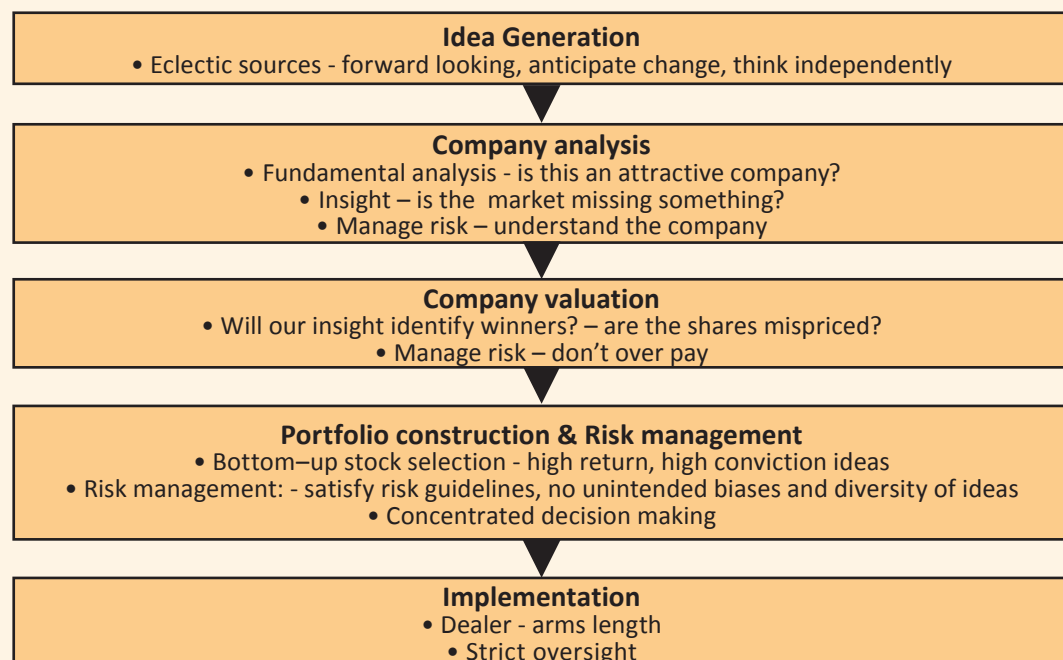 Idea Generation
• Eclectic sources - forward looking, anticipate change, think independently
Company analysis
• Fundamental analysis - is this an attractive company?
• Insight – is the market missing something?
• Manage risk – understand the company
Company valuation
• Will our insight identify winners? – are the shares mispriced?
• Manage risk – don’t over pay
Portfolio construction & Risk management
• Bottom–up stock selection - high return, high conviction ideas
• Risk management: - satisfy risk guidelines, no unintended biases and diversity of ideas
• Concentrated decision making
Implementation
• Dealer - arms length
• Strict oversight